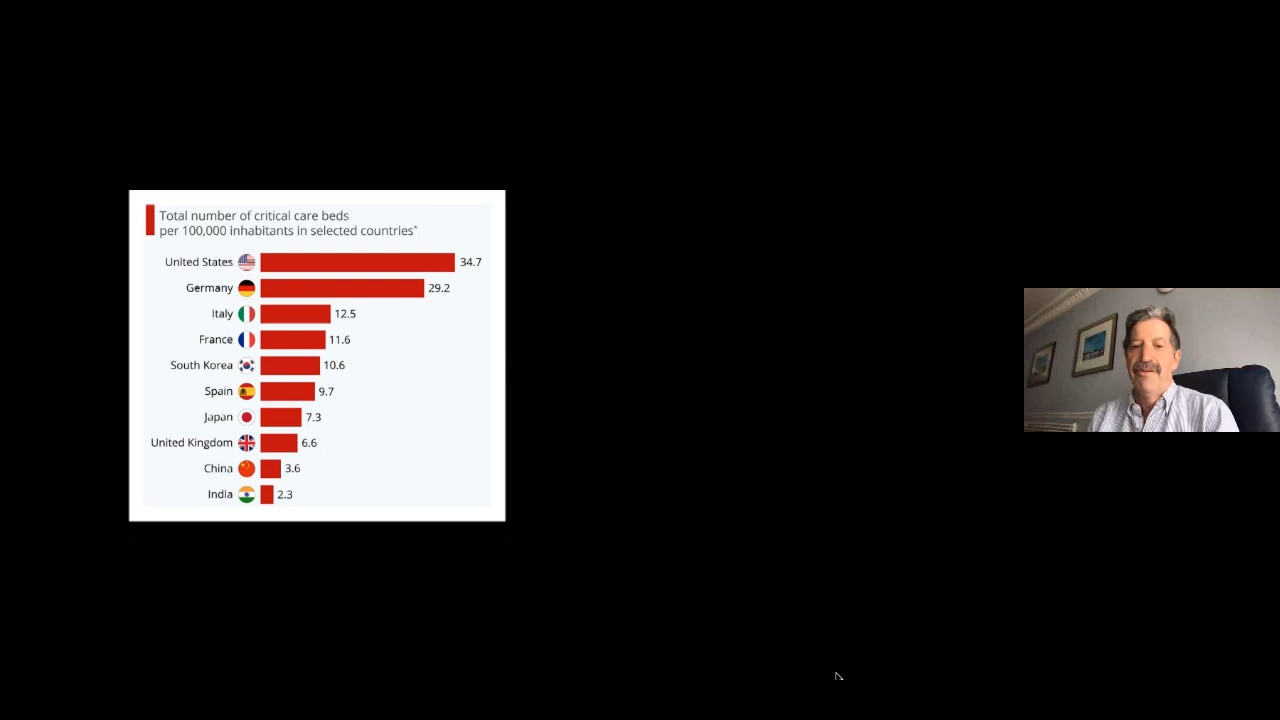 Total number of critical care beds
per 100,000 inhabitants in selected countries*
United States 34.7
Germany 29.2
Italy 12.5
France 11.6
South Korea 10.6
Spain 9.7
Japan 7.3
United Kingdom 6.6
China 3.6
India 2.3